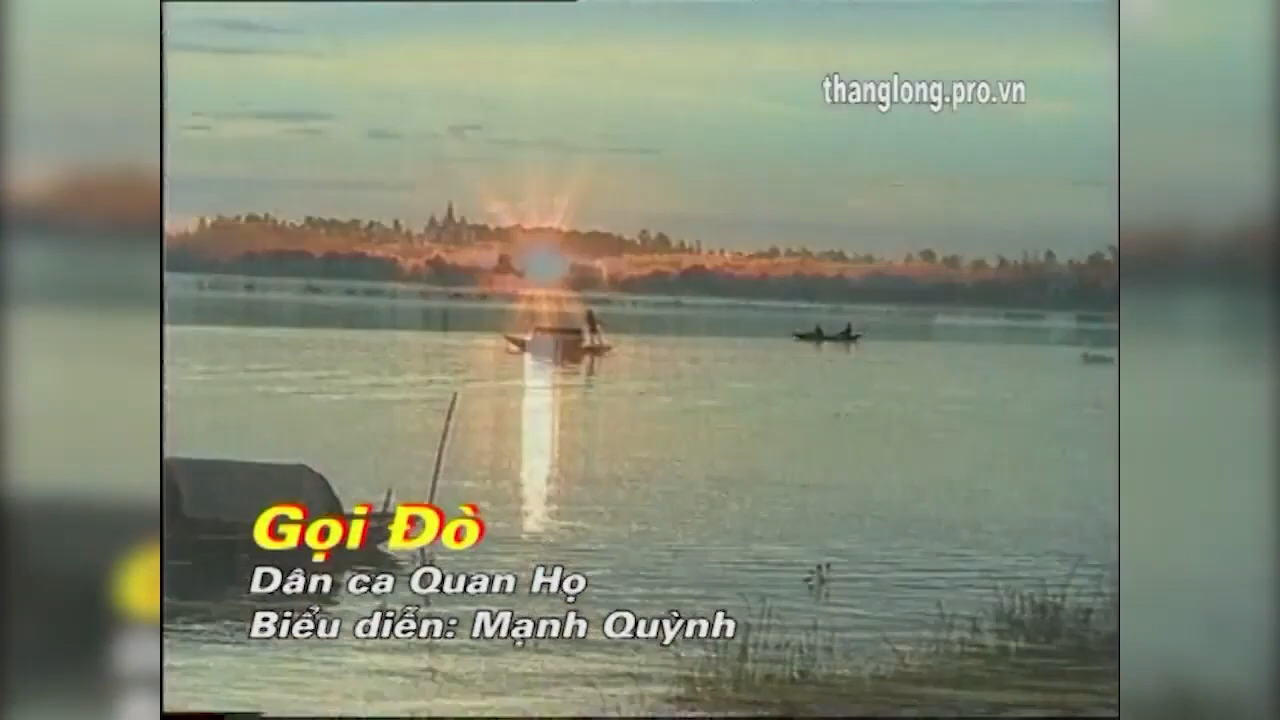 thanglong.pro.vn
Gọi Đò
Dân ca Quan Họ
Biểu diễn: Mạnh Quỳnh